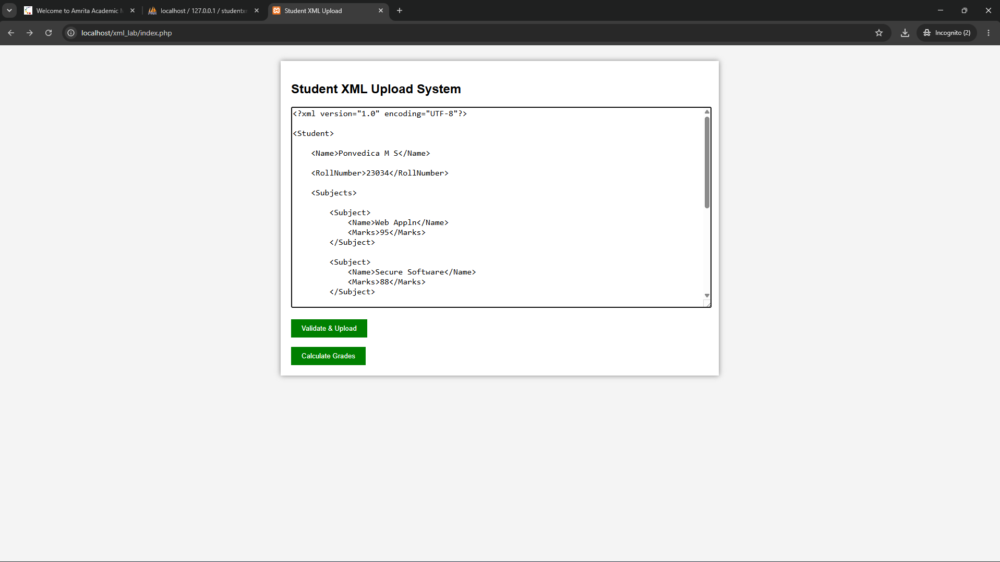 Welcome to Amrita Academic
localhost / 127.0.0.1 / studentx
Student XML Upload
localhost/xml_lab/index.php
Incognito (2)
Student XML Upload System
<?xml version="1.0" encoding="UTF-8"?>
<Student>
<Name>Ponvedica M S</Name>
<RollNumber>23034</RollNumber>
<Subjects>
<Subject>
<Name>Web Appln</Name>
<Marks>95</Marks>
</Subject>
<Subject>
<Name>Secure Software</Name>
<Marks>88</Marks>
</Subject>
Validate & Upload
Calculate Grades